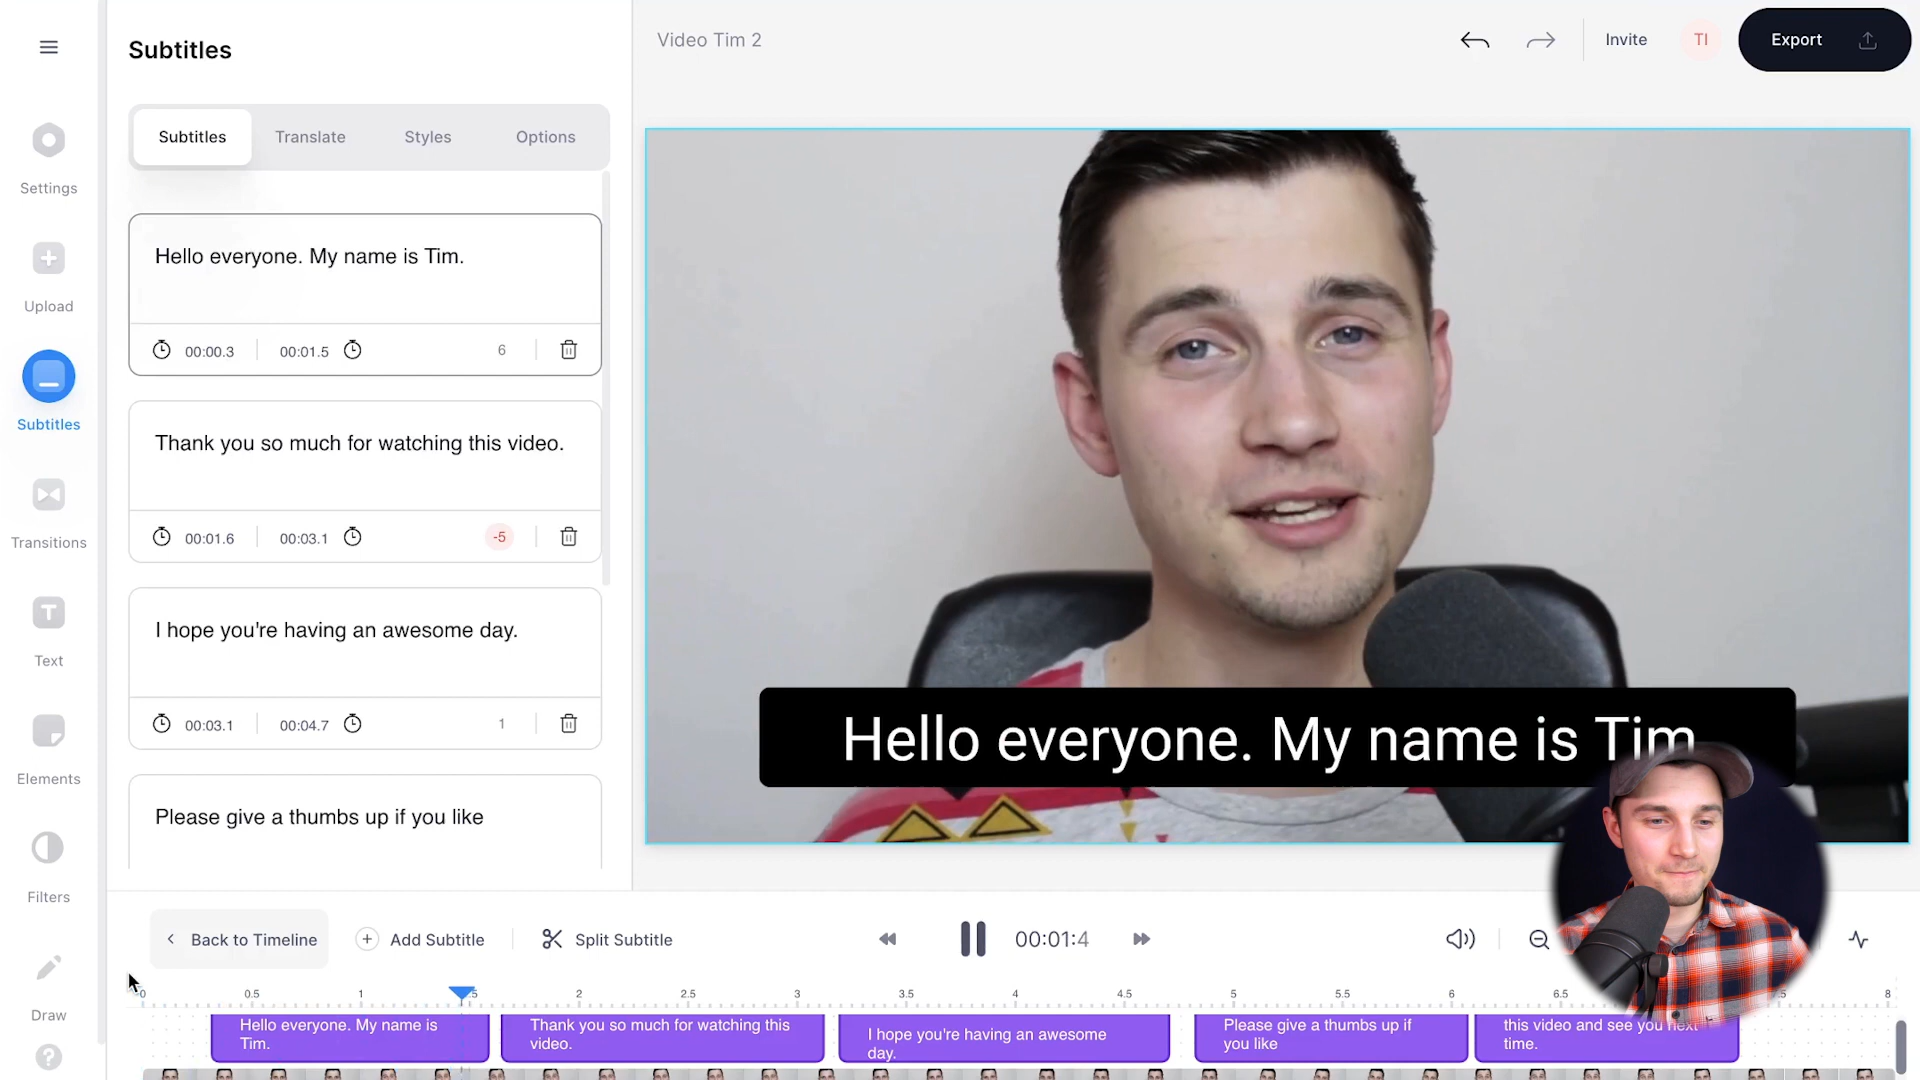 Subtitles
Video Tim 2
Invite
TI
Export
Settings
Upload
Subtitles
Transitions
Text
Elements
Filters
Draw
Subtitles
Translate
Styles
Options
Hello everyone. My name is Tim.
00:00.3
00:01.5
6
Thank you so much for watching this video.
00:01.6
00:03.1
-5
I hope you're having an awesome day.
00:03.1
00:04.7
1
Please give a thumbs up if you like
Hello everyone. My name is Tim
Back to Timeline
Add Subtitle
Split Subtitle
00:01:4
0 0.5 1 2 2.5 3 3.5 4 4.5 5 5.5 6 6.5 8
Hello everyone. My name is
Tim.
Thank you so much for watching this
video.
I hope you're having an awesome
day.
Please give a thumbs up if
you like
this video and see you next
time.